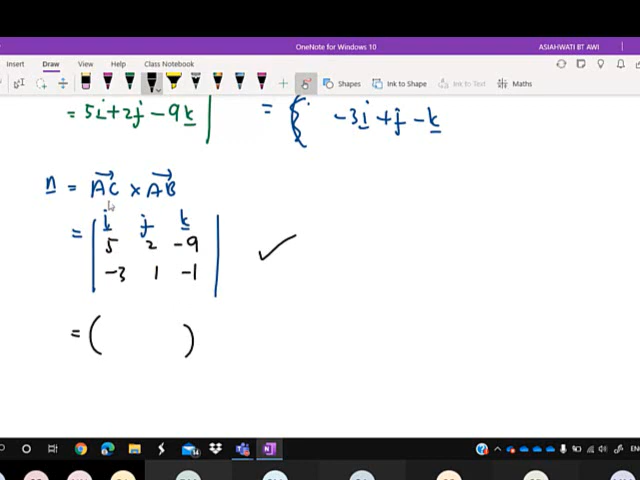 OneNote for Windows 10
ASIAHWATI BT AWI
Insert Draw View Help Class Notebook
Shapes Ink to Shape Ink to Text Maths
= 5i + 2j - 9k
= -3i + j - k
n = AC × AB
= | i j k
5 2 -9
-3 1 -1 |
= ( )